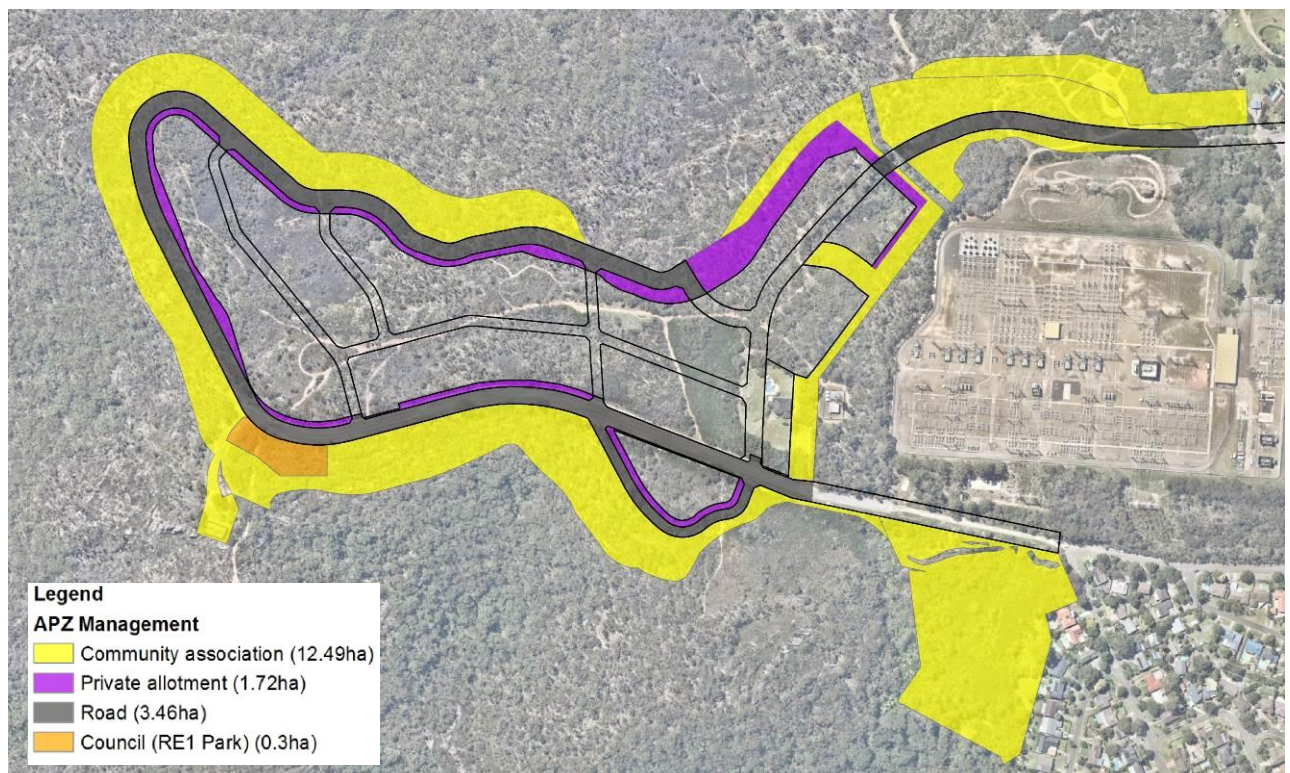 Legend
APZ Management
Community association (12.49ha)
Private allotment (1.72ha)
Road (3.46ha)
Council (RE1 Park) (0.3ha)